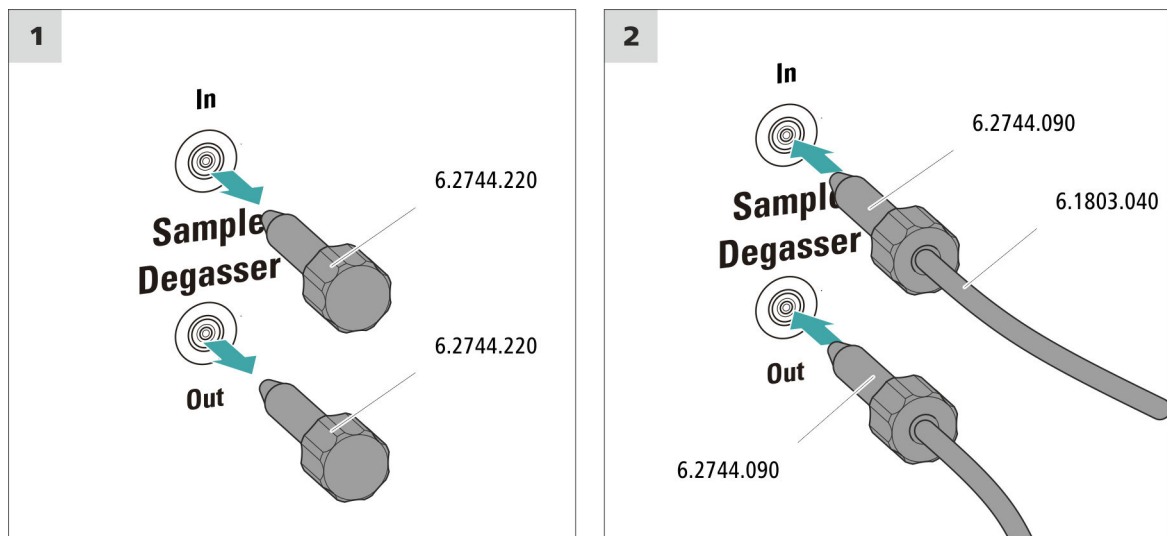 1
In
6.2744.220
Sample
Degasser
6.2744.220
Out
2
In
6.2744.090
6.1803.040
Sample
Degasser
Out
6.2744.090